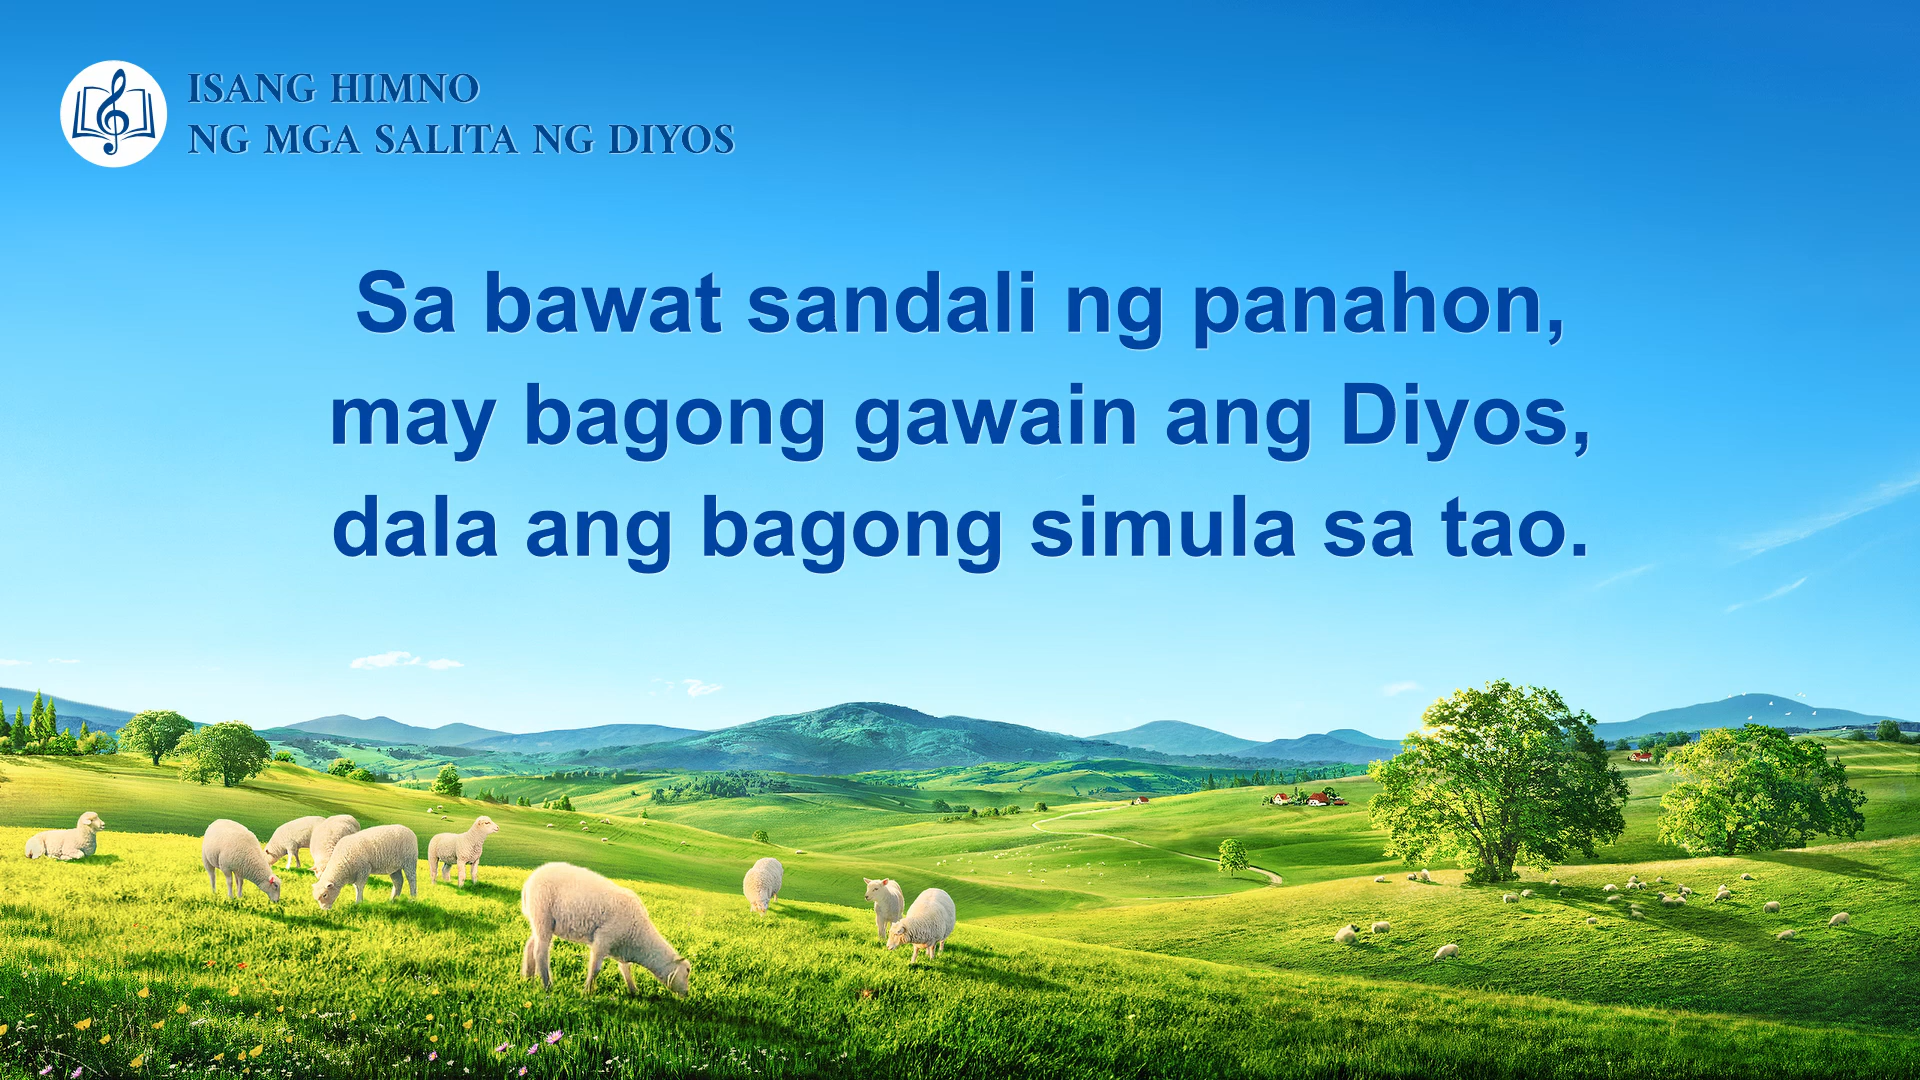 ISANG HIMNO
NG MGA SALITA NG DIYOS
Sa bawat sandali ng panahon,
may bagong gawain ang Diyos,
dala ang bagong simula sa tao.